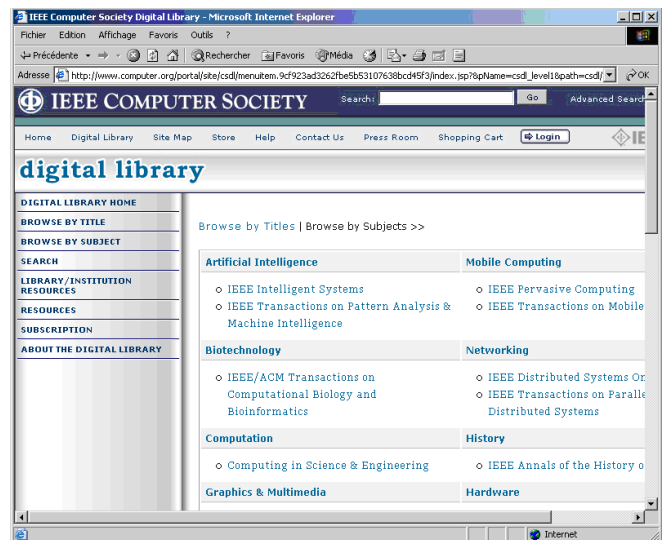 IEEE Computer Society Digital Library - Microsoft Internet Explorer
Fichier Edition Affichage Favoris Outils ?
Précédente Rechercher Favoris Média
Adresse http://www.computer.org/portal/site/csdl/menuitem.9cf923ad3262fbe5b53107638bcd45f3/index.jsp?&pName=csdl_level1&path=csdl/ OK
IEEE COMPUTER SOCIETY Search: Go Advanced Search
Home Digital Library Site Map Store Help Contact Us Press Room Shopping Cart Login IE
digital library
DIGITAL LIBRARY HOME
BROWSE BY TITLE
BROWSE BY SUBJECT
SEARCH
LIBRARY/INSTITUTION
RESOURCES
RESOURCES
SUBSCRIPTION
ABOUT THE DIGITAL LIBRARY
Browse by Titles | Browse by Subjects >>
Artificial Intelligence
IEEE Intelligent Systems
IEEE Transactions on Pattern Analysis &
Machine Intelligence
Mobile Computing
IEEE Pervasive Computing
IEEE Transactions on Mobile
Biotechnology
IEEE/ACM Transactions on
Computational Biology and
Bioinformatics
Networking
IEEE Distributed Systems On
IEEE Transactions on Paralle
Distributed Systems
Computation
Computing in Science & Engineering
History
IEEE Annals of the History o
Graphics & Multimedia
Hardware
Internet